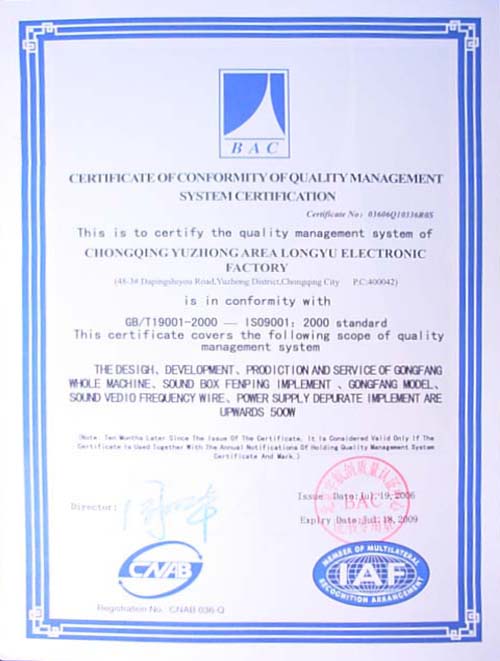 BAC
CERTIFICATE OF CONFORMITY OF QUALITY MANAGEMENT
SYSTEM CERTIFICATION
Certificate No: 03606Q10336R0S
This is to certify the quality management system of
CHONGQING YUZHONG AREA LONGYU ELECTRONIC
FACTORY
(48-3# Dapingshiyou Road,Yuzhong District,Chongqing City P.C:400042)
is in conformity with
GB/T19001-2000 — ISO9001: 2000 standard
This certificate covers the following scope of quality
management system
THE DESIGH、DEVELOPMENT、PRODICTION AND SERVICE OF GONGFANG
WHOLE MACHINE、SOUND BOX FENPING IMPLEMENT 、GONGFANG MODEL、
SOUND VEDIO FREQUENCY WIRE、POWER SUPPLY DEPURATE IMPLEMENT ARE
UPWARDS 500W
(Note: Ten Months Later Since The Issue Of The Certificate, It Is Considered Valid Only If The
Certificate Is Used Together With The Annual Notifications Of Holding Quality Management System
Certificate And Mark.)
Issue Date:Jul.19,2006
BAC
Director:
Expiry Date:Jul.18,2009
CNAB
MEMBER OF MULTILATERAL
IAF
RECOGNITION ARRANGEMENT
Registration No. CNAB 036-Q